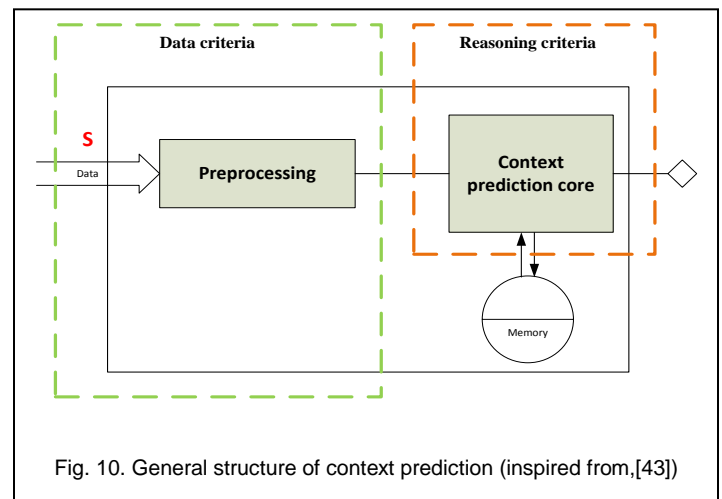 Data criteria
Reasoning criteria
S
Data
Preprocessing
Context
prediction core
Memory
Fig. 10. General structure of context prediction (inspired from,[43])